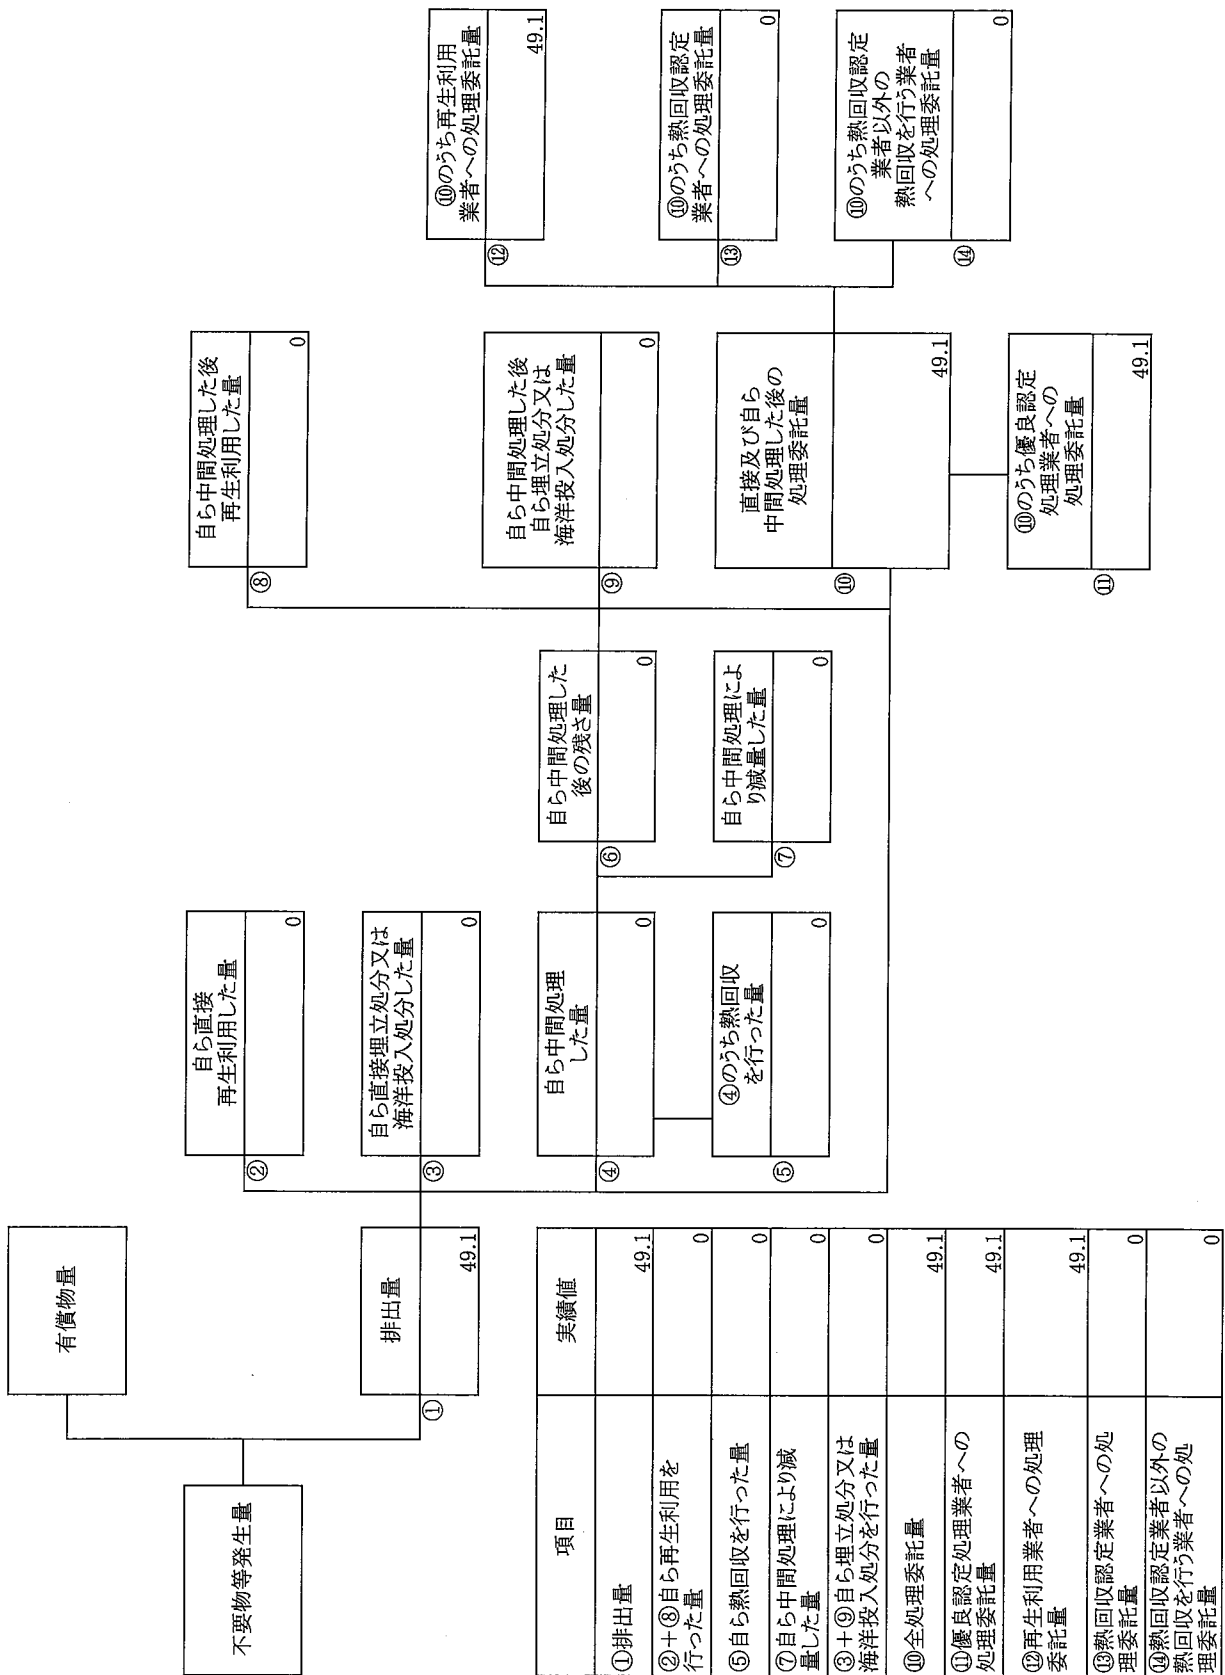 不要物等発生量
有償物量
①
排出量
49.1
②
自ら直接
再生利用した量
0
③
自ら直接埋立処分又は
海洋投入処分した量
0
④
自ら中間処理
した量
0
⑤
④のうち熱回収
を行った量
0
⑥
自ら中間処理した
後の残さ量
0
⑦
自ら中間処理によ
り減量した量
0
⑧
自ら中間処理した後
再生利用した量
0
⑨
自ら中間処理した後
自ら埋立処分又は
海洋投入処分した量
0
⑩
直接及び自ら
中間処理した後の
処理委託量
49.1
⑪
⑩のうち優良認定
処理業者への
処理委託量
49.1
⑫
⑩のうち再生利用
業者への処理委託量
49.1
⑬
⑩のうち熱回収認定
業者への処理委託量
0
⑭
⑩のうち熱回収認定
業者以外の
熱回収を行う業者
への処理委託量
0
項目 実績値
①排出量 49.1
②+⑧自ら再生利用を
行った量 0
⑤自ら熱回収を行った量 0
⑦自ら中間処理により減
量した量 0
③+⑨自ら埋立処分又は
海洋投入処分を行った量 0
⑩全処理委託量 49.1
⑪優良認定処理業者への
処理委託量 49.1
⑫再生利用業者への処理
委託量 49.1
⑬熱回収認定業者への処
理委託量 0
⑭熱回収認定業者以外の
熱回収を行う業者への処
理委託量 0